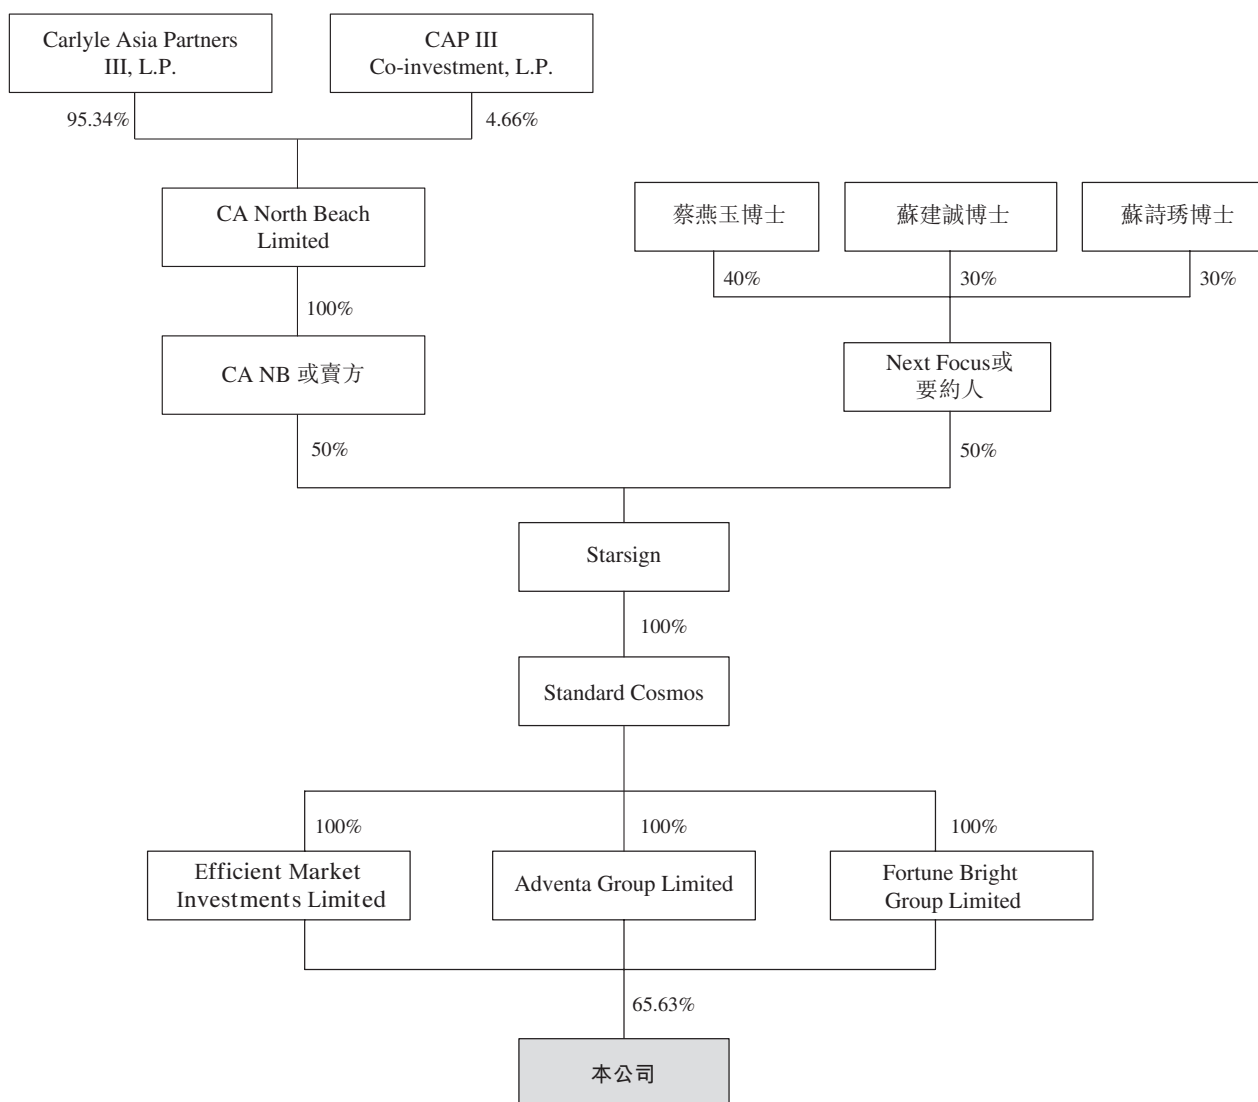 Carlyle Asia Partners
III, L.P.
CAP III
Co-investment, L.P.
95.34%
4.66%
CA North Beach
Limited
蔡燕玉博士
蘇建誠博士
蘇詩琇博士
40%
30%
30%
100%
CA NB 或賣方
Next Focus或
要約人
50%
50%
Starsign
100%
Standard Cosmos
100%
100%
100%
Efficient Market
Investments Limited
Adventa Group Limited
Fortune Bright
Group Limited
65.63%
本公司